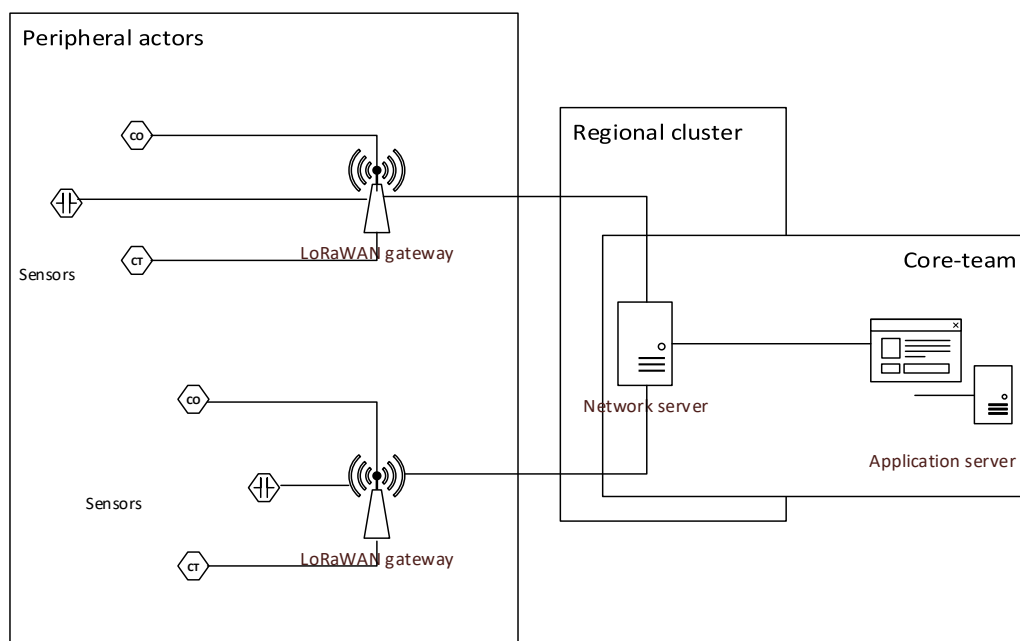 Peripheral actors
CO
LoRaWAN gateway
CT
Sensors
CO
Sensors
LoRaWAN gateway
CT
Regional cluster
Core-team
Network server
Application server